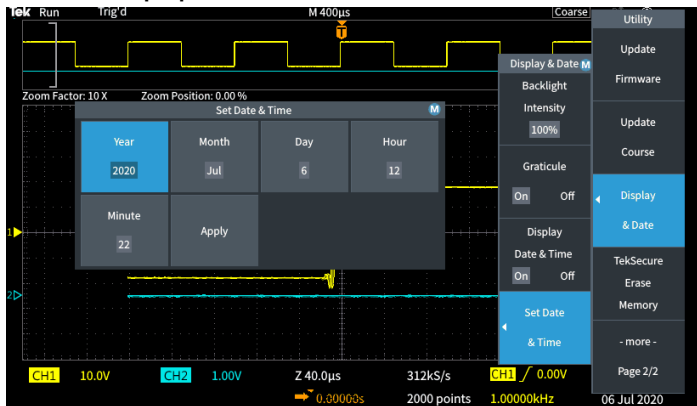 Tek Run Trig'd M 400µs Coarse
Utility
Update
Firmware
Update
Course
Display
& Date
TekSecure
Erase
Memory
- more -
Page 2/2
Display & Date M
Backlight
Intensity
100%
Graticule
On Off
Display
Date & Time
On Off
Set Date
& Time
T
Zoom Factor: 10 X Zoom Position: 0.00 %
Set Date & Time M
Year Month Day Hour
2020 Jul 6 12
Minute
Apply
22
1
2
CH1 10.0V CH2 1.00V Z 40.0µs 312kS/s CH1 / 0.00V
0.00000s 2000 points 1.00000kHz 06 Jul 2020